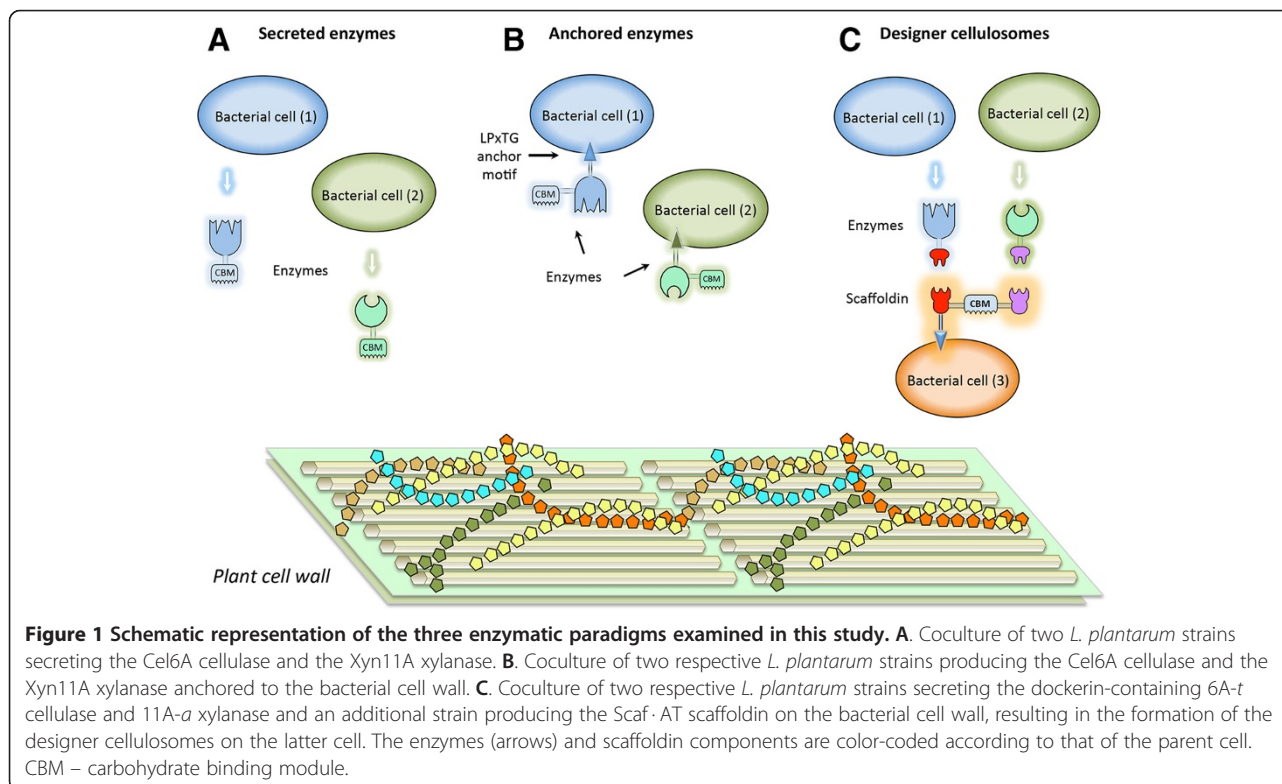 A Secreted enzymes
Bacterial cell (1)
Bacterial cell (2)
CBM
Enzymes
CBM
B Anchored enzymes
Bacterial cell (1)
LPxTG
anchor
motif
CBM
Bacterial cell (2)
Enzymes
CBM
C Designer cellulosomes
Bacterial cell (1)
Bacterial cell (2)
Enzymes
Scaffoldin
CBM
Bacterial cell (3)
Plant cell wall
Figure 1 Schematic representation of the three enzymatic paradigms examined in this study. A. Coculture of two L. plantarum strains
secreting the Cel6A cellulase and the Xyn11A xylanase. B. Coculture of two respective L. plantarum strains producing the Cel6A cellulase and the
Xyn11A xylanase anchored to the bacterial cell wall. C. Coculture of two respective L. plantarum strains secreting the dockerin-containing 6A-t
cellulase and 11A-a xylanase and an additional strain producing the Scaf·AT scaffoldin on the bacterial cell wall, resulting in the formation of the
designer cellulosomes on the latter cell. The enzymes (arrows) and scaffoldin components are color-coded according to that of the parent cell.
CBM – carbohydrate binding module.